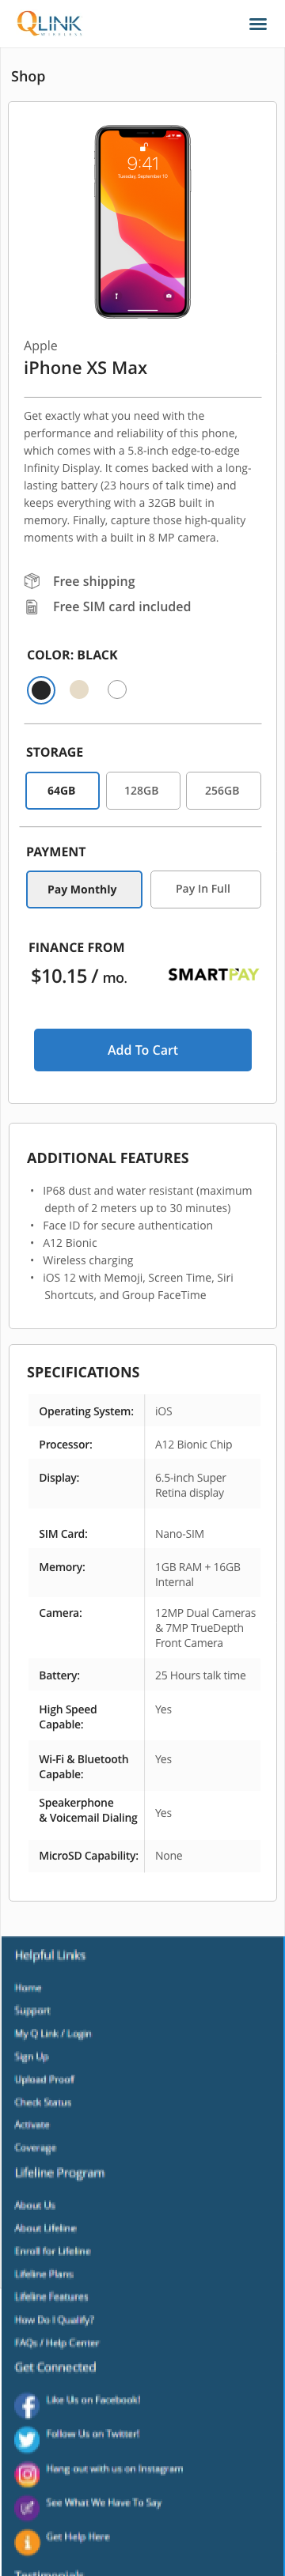 QLINK
WIRELESS
Shop
9:41
Tuesday, September 12
Apple
iPhone XS Max
Get exactly what you need with the
performance and reliability of this phone,
which comes with a 5.8-inch edge-to-edge
Infinity Display. It comes backed with a long-
lasting battery (23 hours of talk time) and
keeps everything with a 32GB built in
memory. Finally, capture those high-quality
moments with a built in 8 MP camera.
Free shipping
Free SIM card included
COLOR: BLACK
STORAGE
64GB 128GB 256GB
PAYMENT
Pay Monthly Pay In Full
FINANCE FROM
$10.15 / mo. SMARTPAY
Add To Cart
ADDITIONAL FEATURES
• IP68 dust and water resistant (maximum
depth of 2 meters up to 30 minutes)
• Face ID for secure authentication
• A12 Bionic
• Wireless charging
• iOS 12 with Memoji, Screen Time, Siri
Shortcuts, and Group FaceTime
SPECIFICATIONS
Operating System: iOS
Processor: A12 Bionic Chip
Display: 6.5-inch Super
Retina display
SIM Card: Nano-SIM
Memory: 1GB RAM + 16GB
Internal
Camera: 12MP Dual Cameras
& 7MP TrueDepth
Front Camera
Battery: 25 Hours talk time
High Speed
Capable: Yes
Wi-Fi & Bluetooth
Capable: Yes
Speakerphone
& Voicemail Dialing Yes
MicroSD Capability: None
Helpful Links
Home
Support
My Q Link / Login
Sign Up
Upload Proof
Check Status
Activate
Coverage
Lifeline Program
About Us
About Lifeline
Enroll for Lifeline
Lifeline Plans
Lifeline Features
How Do I Qualify?
FAQs / Help Center
Get Connected
Like Us on Facebook!
Follow Us on Twitter!
Hang out with us on Instagram
See What We Have To Say
Get Help Here
Testimonials